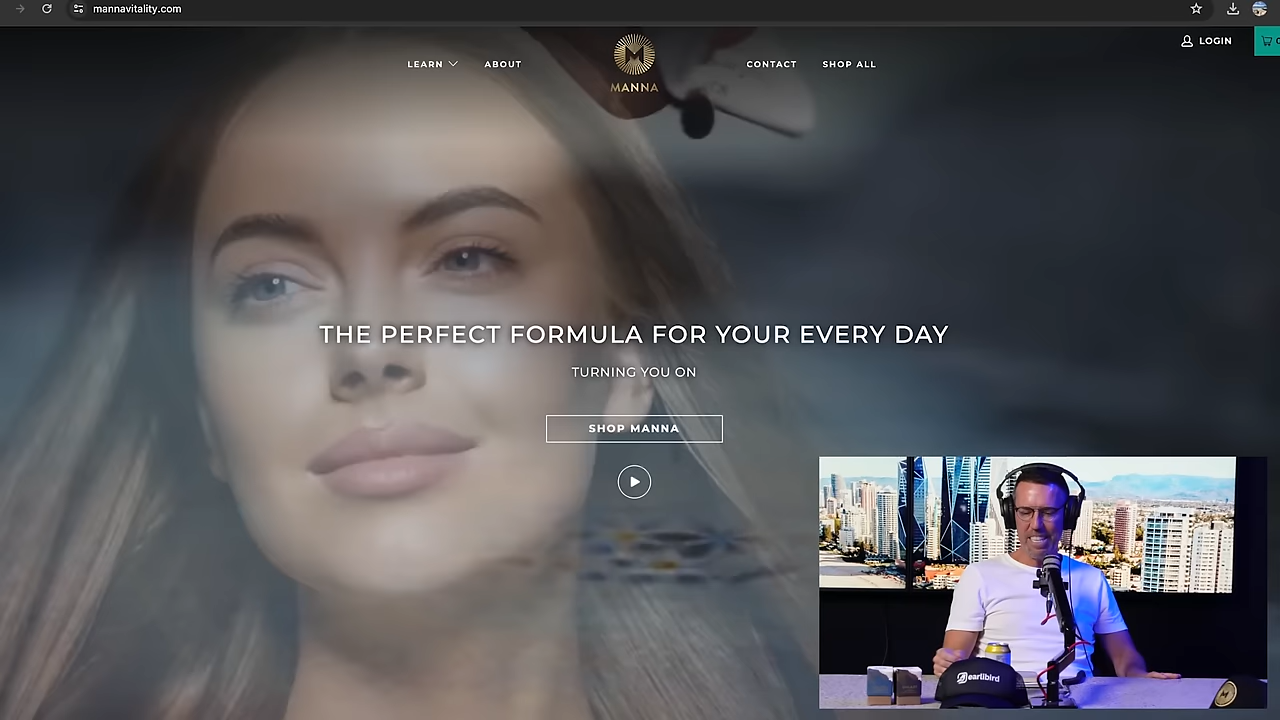 mannavitality.com
LOGIN
LEARN
ABOUT
MANNA
CONTACT
SHOP ALL
THE PERFECT FORMULA FOR YOUR EVERY DAY
TURNING YOU ON
SHOP MANNA
earlibird